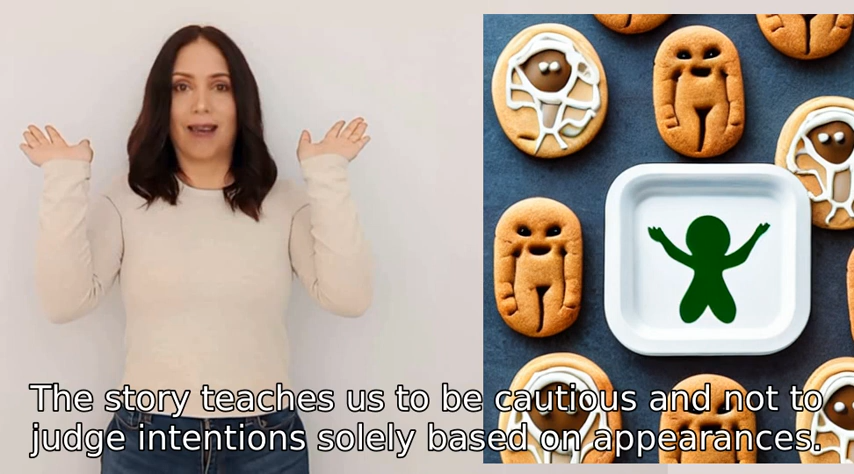 The story teaches us to be cautious and not to
judge intentions solely based on appearances.